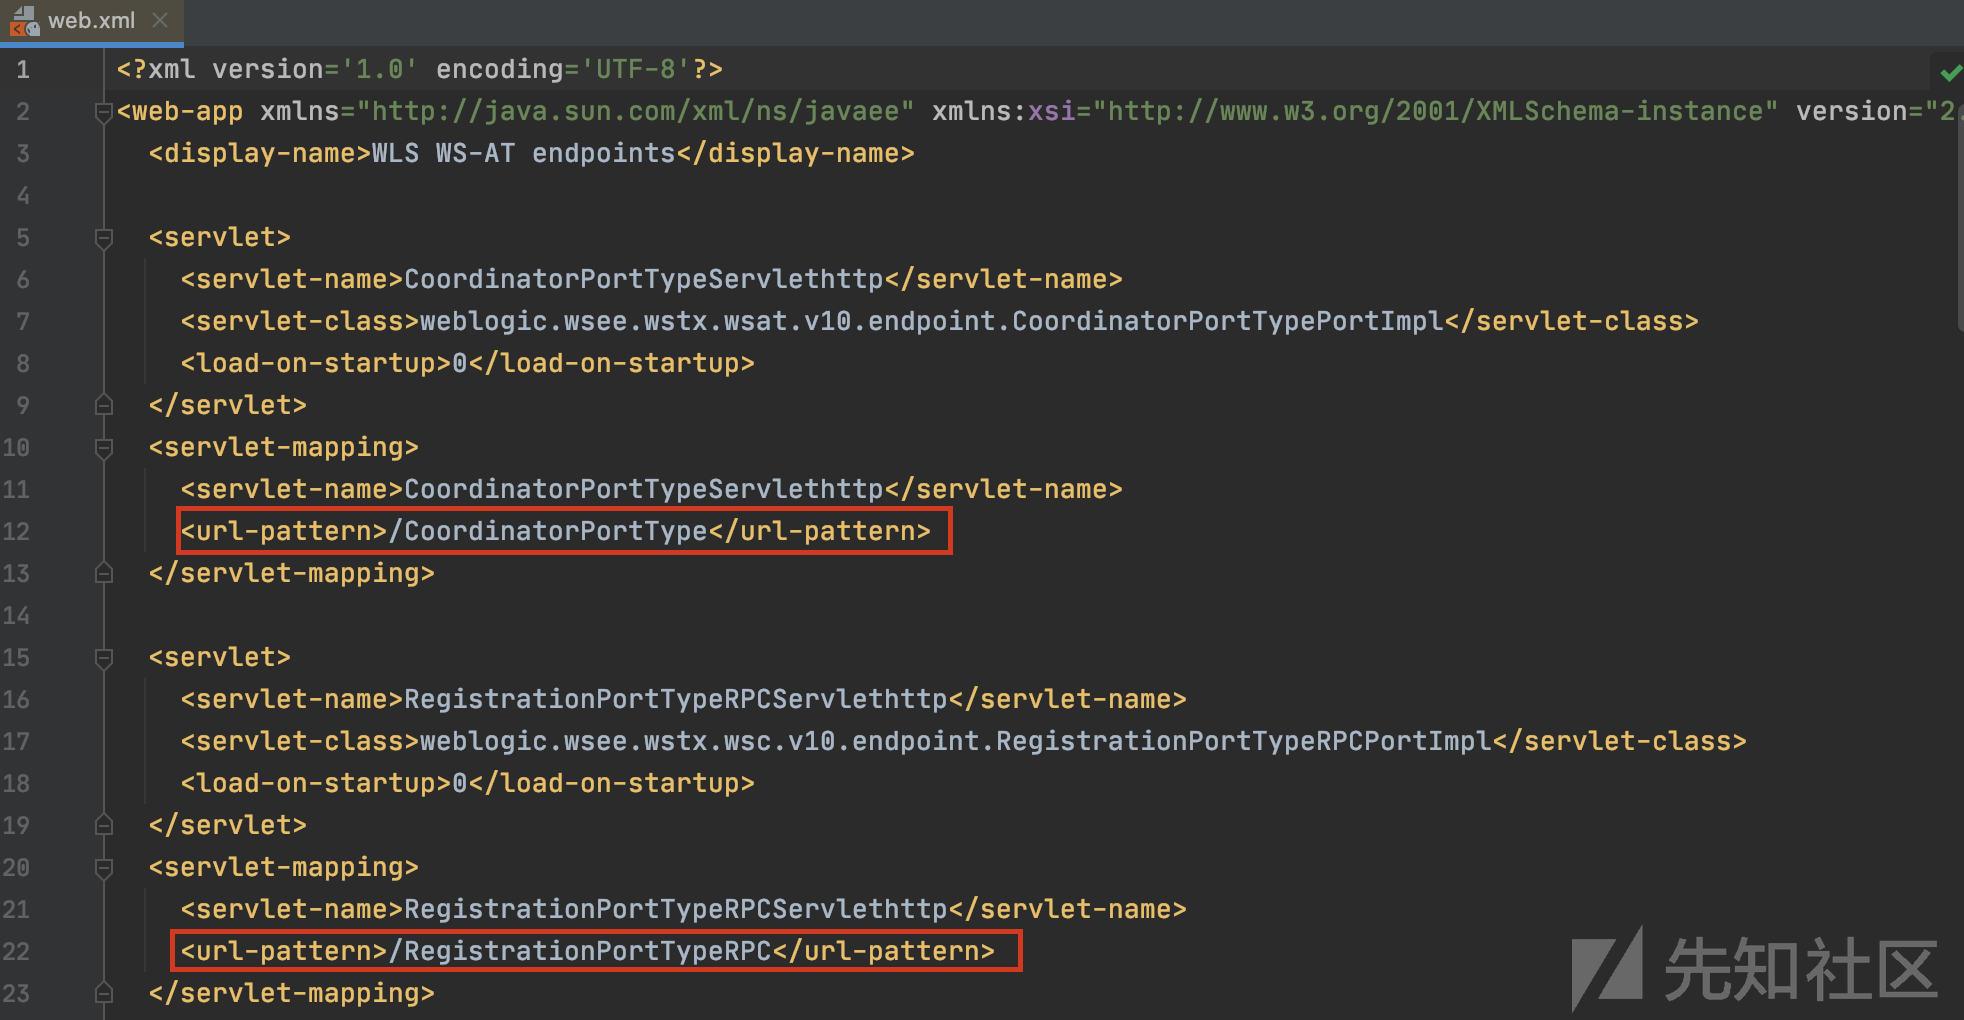 web.xml
1 <?xml version='1.0' encoding='UTF-8'?>
2 <web-app xmlns="http://java.sun.com/xml/ns/javaee" xmlns:xsi="http://www.w3.org/2001/XMLSchema-instance" version="2.
3 <display-name>WLS WS-AT endpoints</display-name>
4
5 <servlet>
6 <servlet-name>CoordinatorPortTypeServlethttp</servlet-name>
7 <servlet-class>weblogic.wsee.wstx.wsat.v10.endpoint.CoordinatorPortTypePortImpl</servlet-class>
8 <load-on-startup>0</load-on-startup>
9 </servlet>
10 <servlet-mapping>
11 <servlet-name>CoordinatorPortTypeServlethttp</servlet-name>
12 <url-pattern>/CoordinatorPortType</url-pattern>
13 </servlet-mapping>
14
15 <servlet>
16 <servlet-name>RegistrationPortTypeRPCServlethttp</servlet-name>
17 <servlet-class>weblogic.wsee.wstx.wsc.v10.endpoint.RegistrationPortTypeRPCPortImpl</servlet-class>
18 <load-on-startup>0</load-on-startup>
19 </servlet>
20 <servlet-mapping>
21 <servlet-name>RegistrationPortTypeRPCServlethttp</servlet-name>
22 <url-pattern>/RegistrationPortTypeRPC</url-pattern>
23 </servlet-mapping>
先知社区